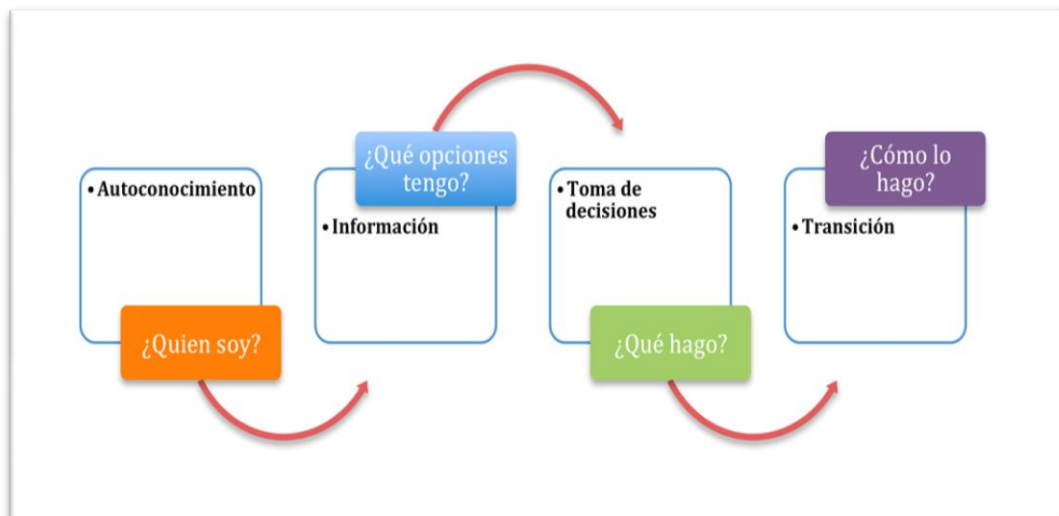 • Autoconocimiento
¿Quien soy?
¿Qué opciones
tengo?
• Información
• Toma de
decisiones
¿Qué hago?
¿Cómo lo
hago?
• Transición